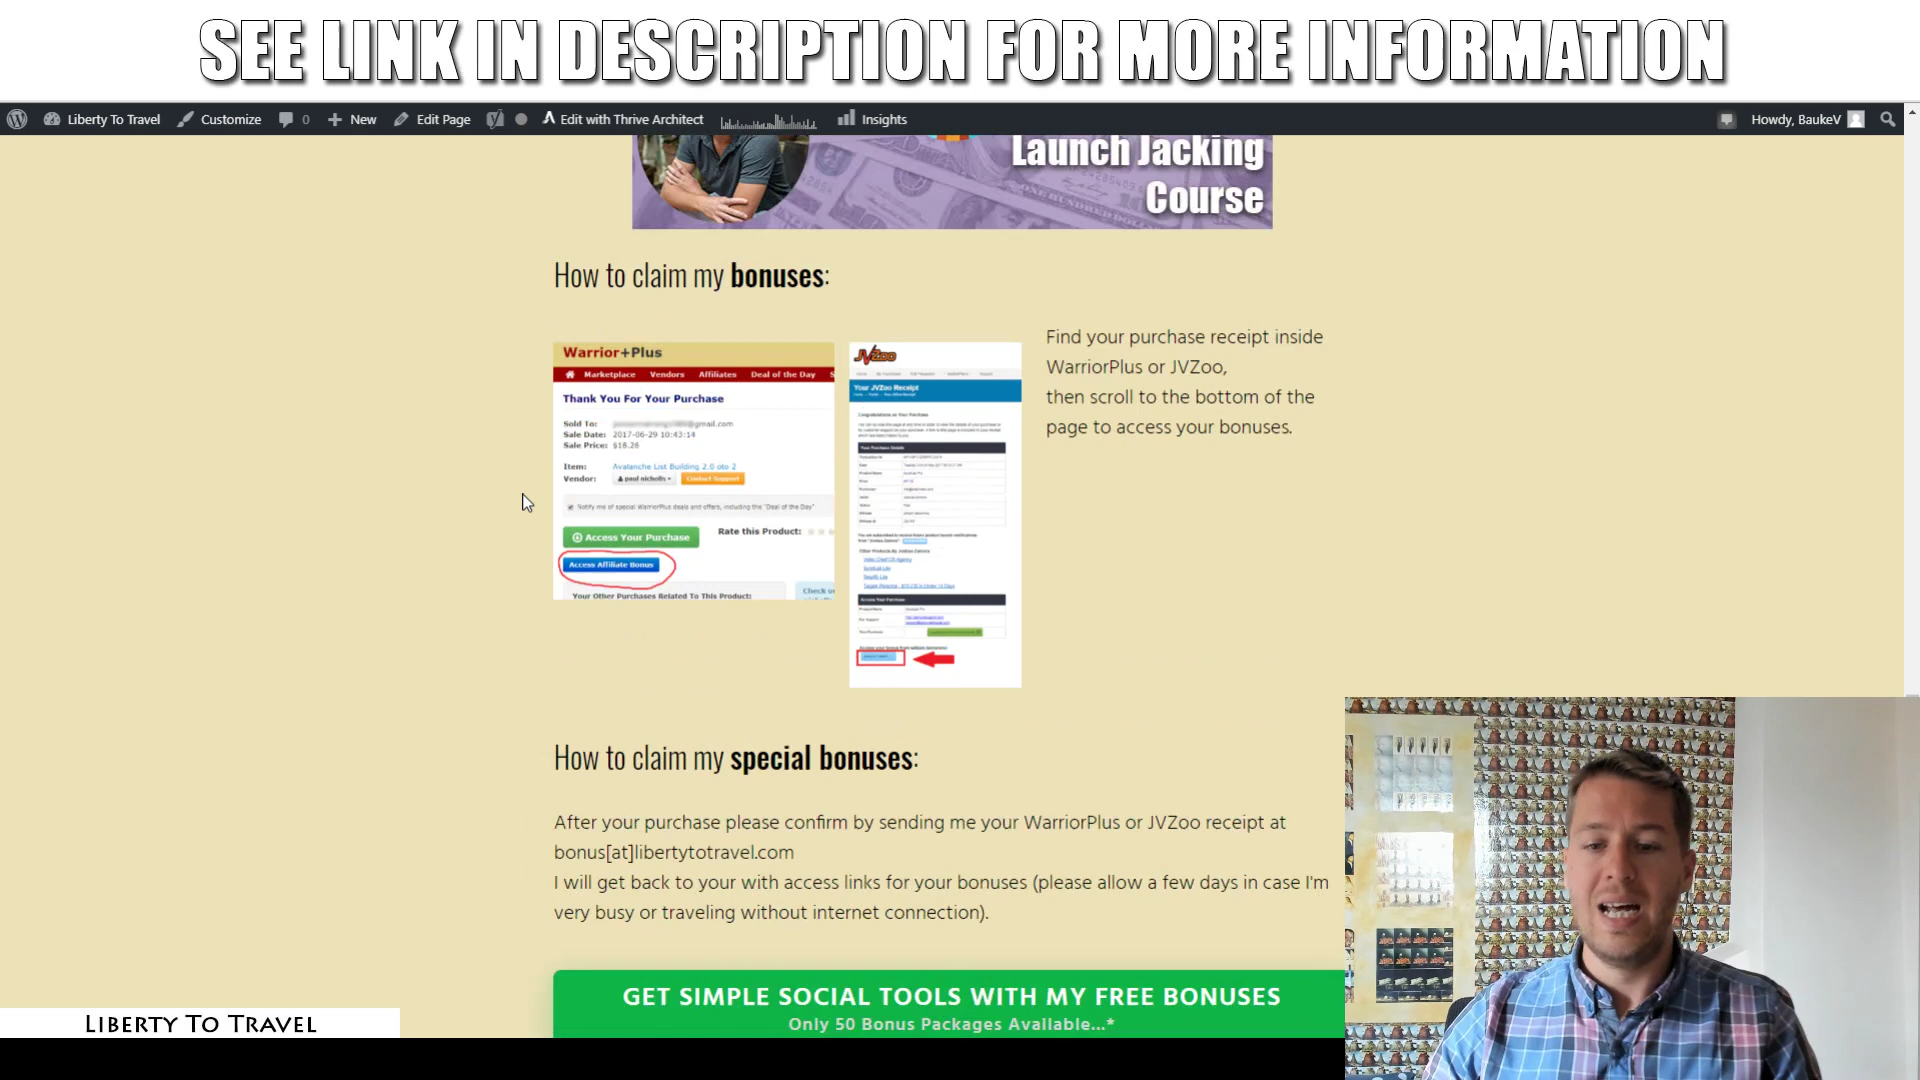 SEE LINK IN DESCRIPTION FOR MORE INFORMATION
Liberty To Travel Customize 0 New Edit Page Edit with Thrive Architect Insights Howdy, BaukeV
Launch Jacking
Course
How to claim my bonuses:
Warrior+Plus
Marketplace Vendors Affiliates Deal of the Day S
Thank You For Your Purchase
Sold To: @gmail.com
Sale Date: 2017-06-29 10:43:14
Sale Price: $18.26
Item: Avalanche List Building 2.0 oto 2
Vendor: paul nicholls Contact Support
Notify me of special WarriorPlus deals and offers, including the "Deal of the Day"
Access Your Purchase Rate this Product:
Access Affiliate Bonus
Your Other Purchases Related To This Product:
Check ou
JVZoo
Your JVZoo Receipt
Find your purchase receipt inside
WarriorPlus or JVZoo,
then scroll to the bottom of the
page to access your bonuses.
How to claim my special bonuses:
After your purchase please confirm by sending me your WarriorPlus or JVZoo receipt at
bonus[at]libertytotravel.com
I will get back to your with access links for your bonuses (please allow a few days in case I'm
very busy or traveling without internet connection).
GET SIMPLE SOCIAL TOOLS WITH MY FREE BONUSES
Only 50 Bonus Packages Available...*
LIBERTY TO TRAVEL